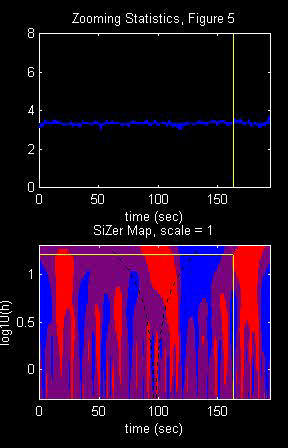 Zooming Statistics, Figure 5
8
6
4
2
0
0 50 100 150
time (sec)
SiZer Map, scale = 1
log10(h)
1
0.5
0
0 50 100 150
time (sec)